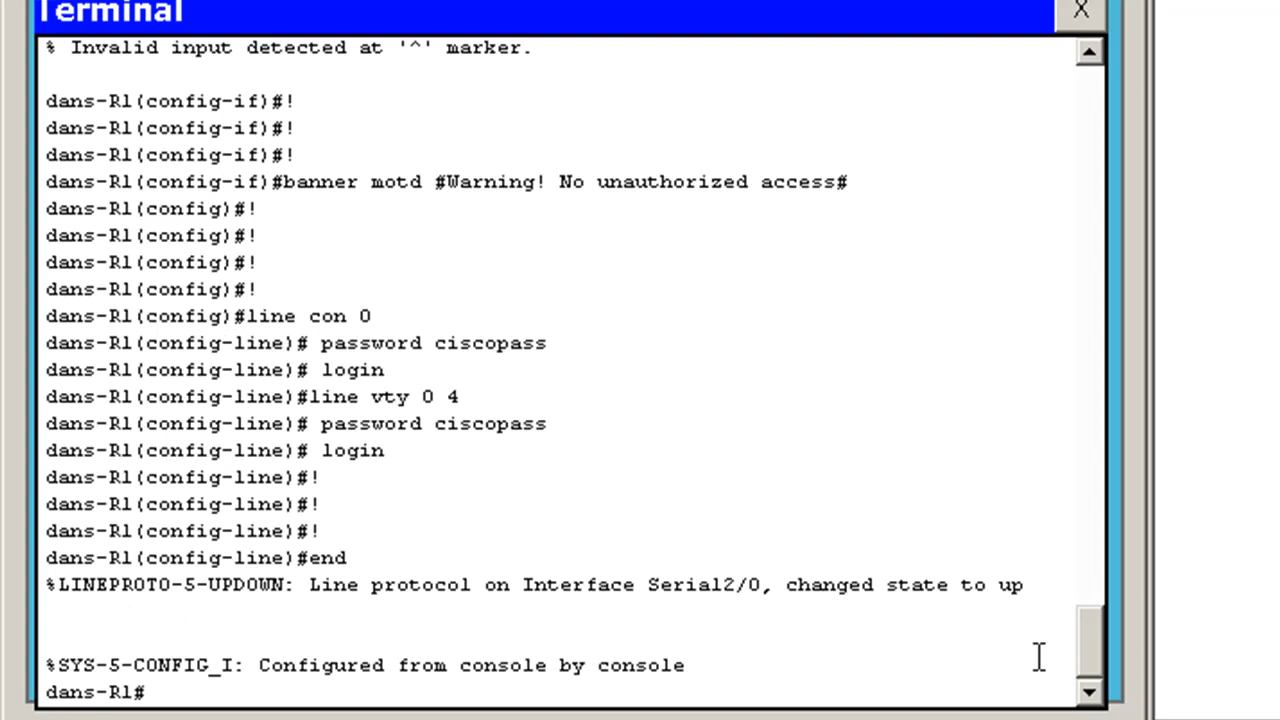 Terminal
X
% Invalid input detected at '^' marker.
dans-R1(config-if)#!
dans-R1(config-if)#!
dans-R1(config-if)#!
dans-R1(config-if)#banner motd #Warning! No unauthorized access#
dans-R1(config)#!
dans-R1(config)#!
dans-R1(config)#!
dans-R1(config)#!
dans-R1(config)#line con 0
dans-R1(config-line)# password ciscopass
dans-R1(config-line)# login
dans-R1(config-line)#line vty 0 4
dans-R1(config-line)# password ciscopass
dans-R1(config-line)# login
dans-R1(config-line)#!
dans-R1(config-line)#!
dans-R1(config-line)#!
dans-R1(config-line)#end
%LINEPROTO-5-UPDOWN: Line protocol on Interface Serial2/0, changed state to up
%SYS-5-CONFIG_I: Configured from console by console
dans-R1#